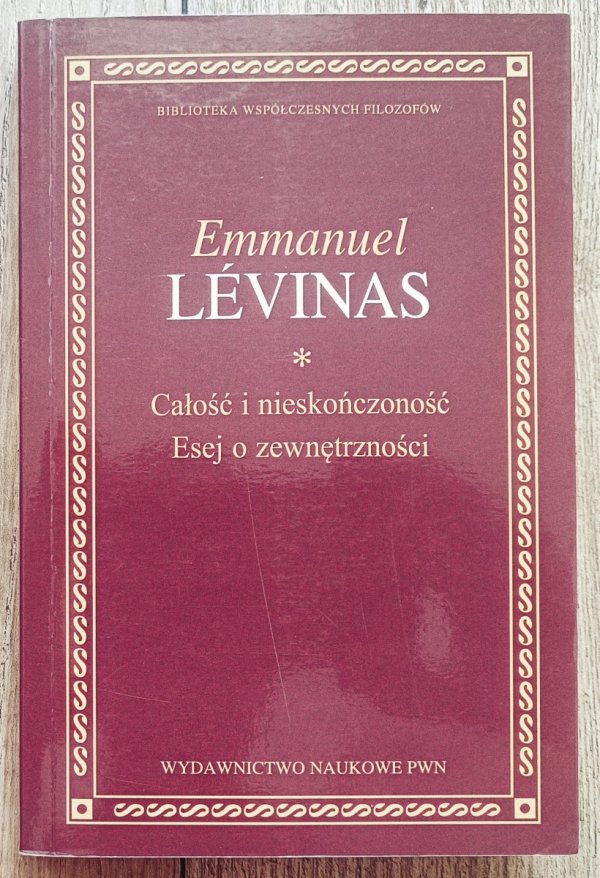 BIBLIOTEKA WSPÓŁCZESNYCH FILOZOFÓW
Emmanuel
LÉVINAS
*
Całość i nieskończoność
Esej o zewnętrzności
WYDAWNICTWO NAUKOWE PWN